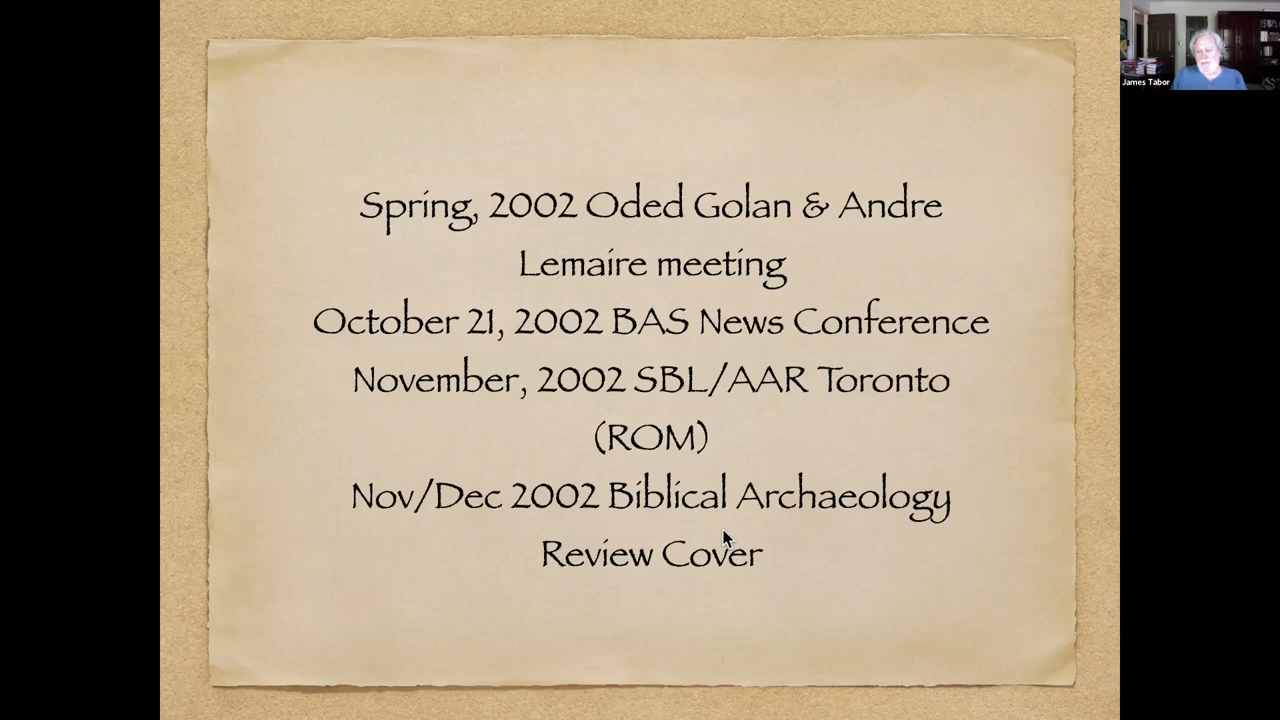 Spring, 2002 Oded Golan & Andre
Lemaire meeting
October 21, 2002 BAS News Conference
November, 2002 SBL/AAR Toronto
(ROM)
Nov/Dec 2002 Biblical Archaeology
Review Cover
James Tabor